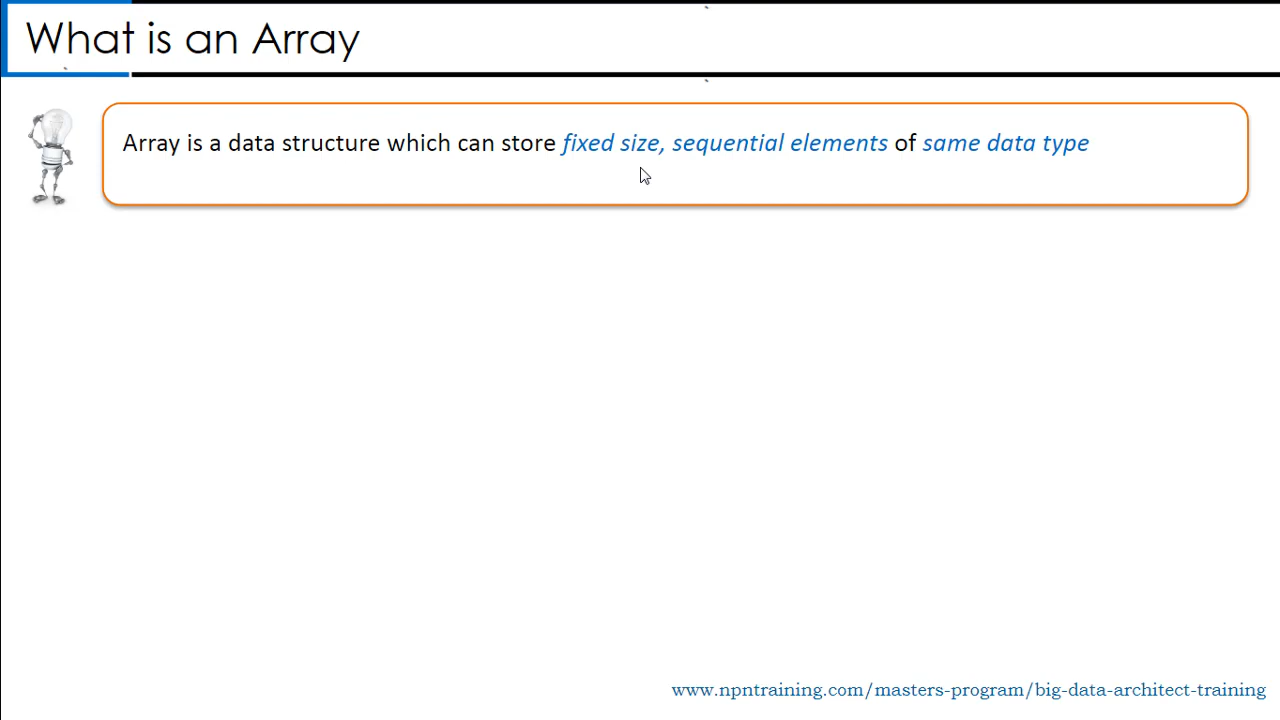 What is an Array
Array is a data structure which can store fixed size, sequential elements of same data type
www.npntraining.com/masters-program/big-data-architect-training